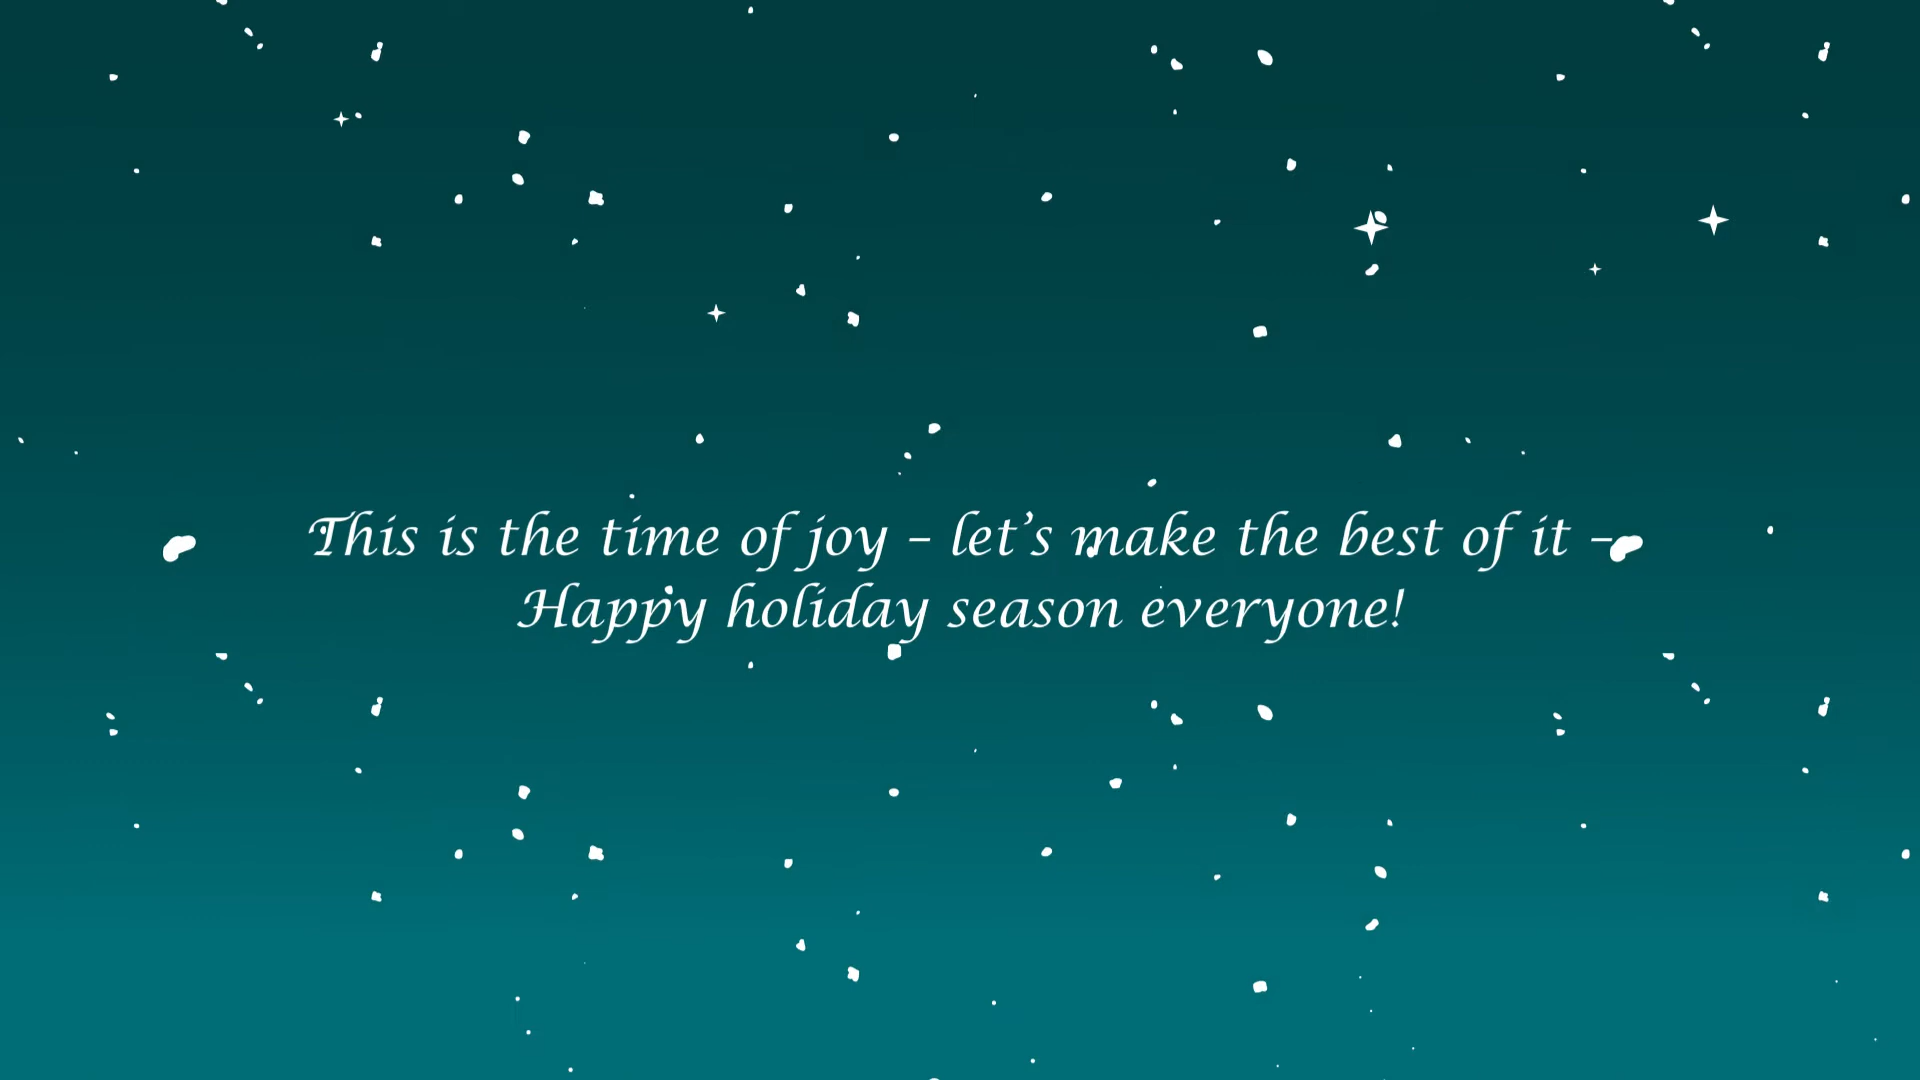 This is the time of joy – let’s make the best of it –
Happy holiday season everyone!